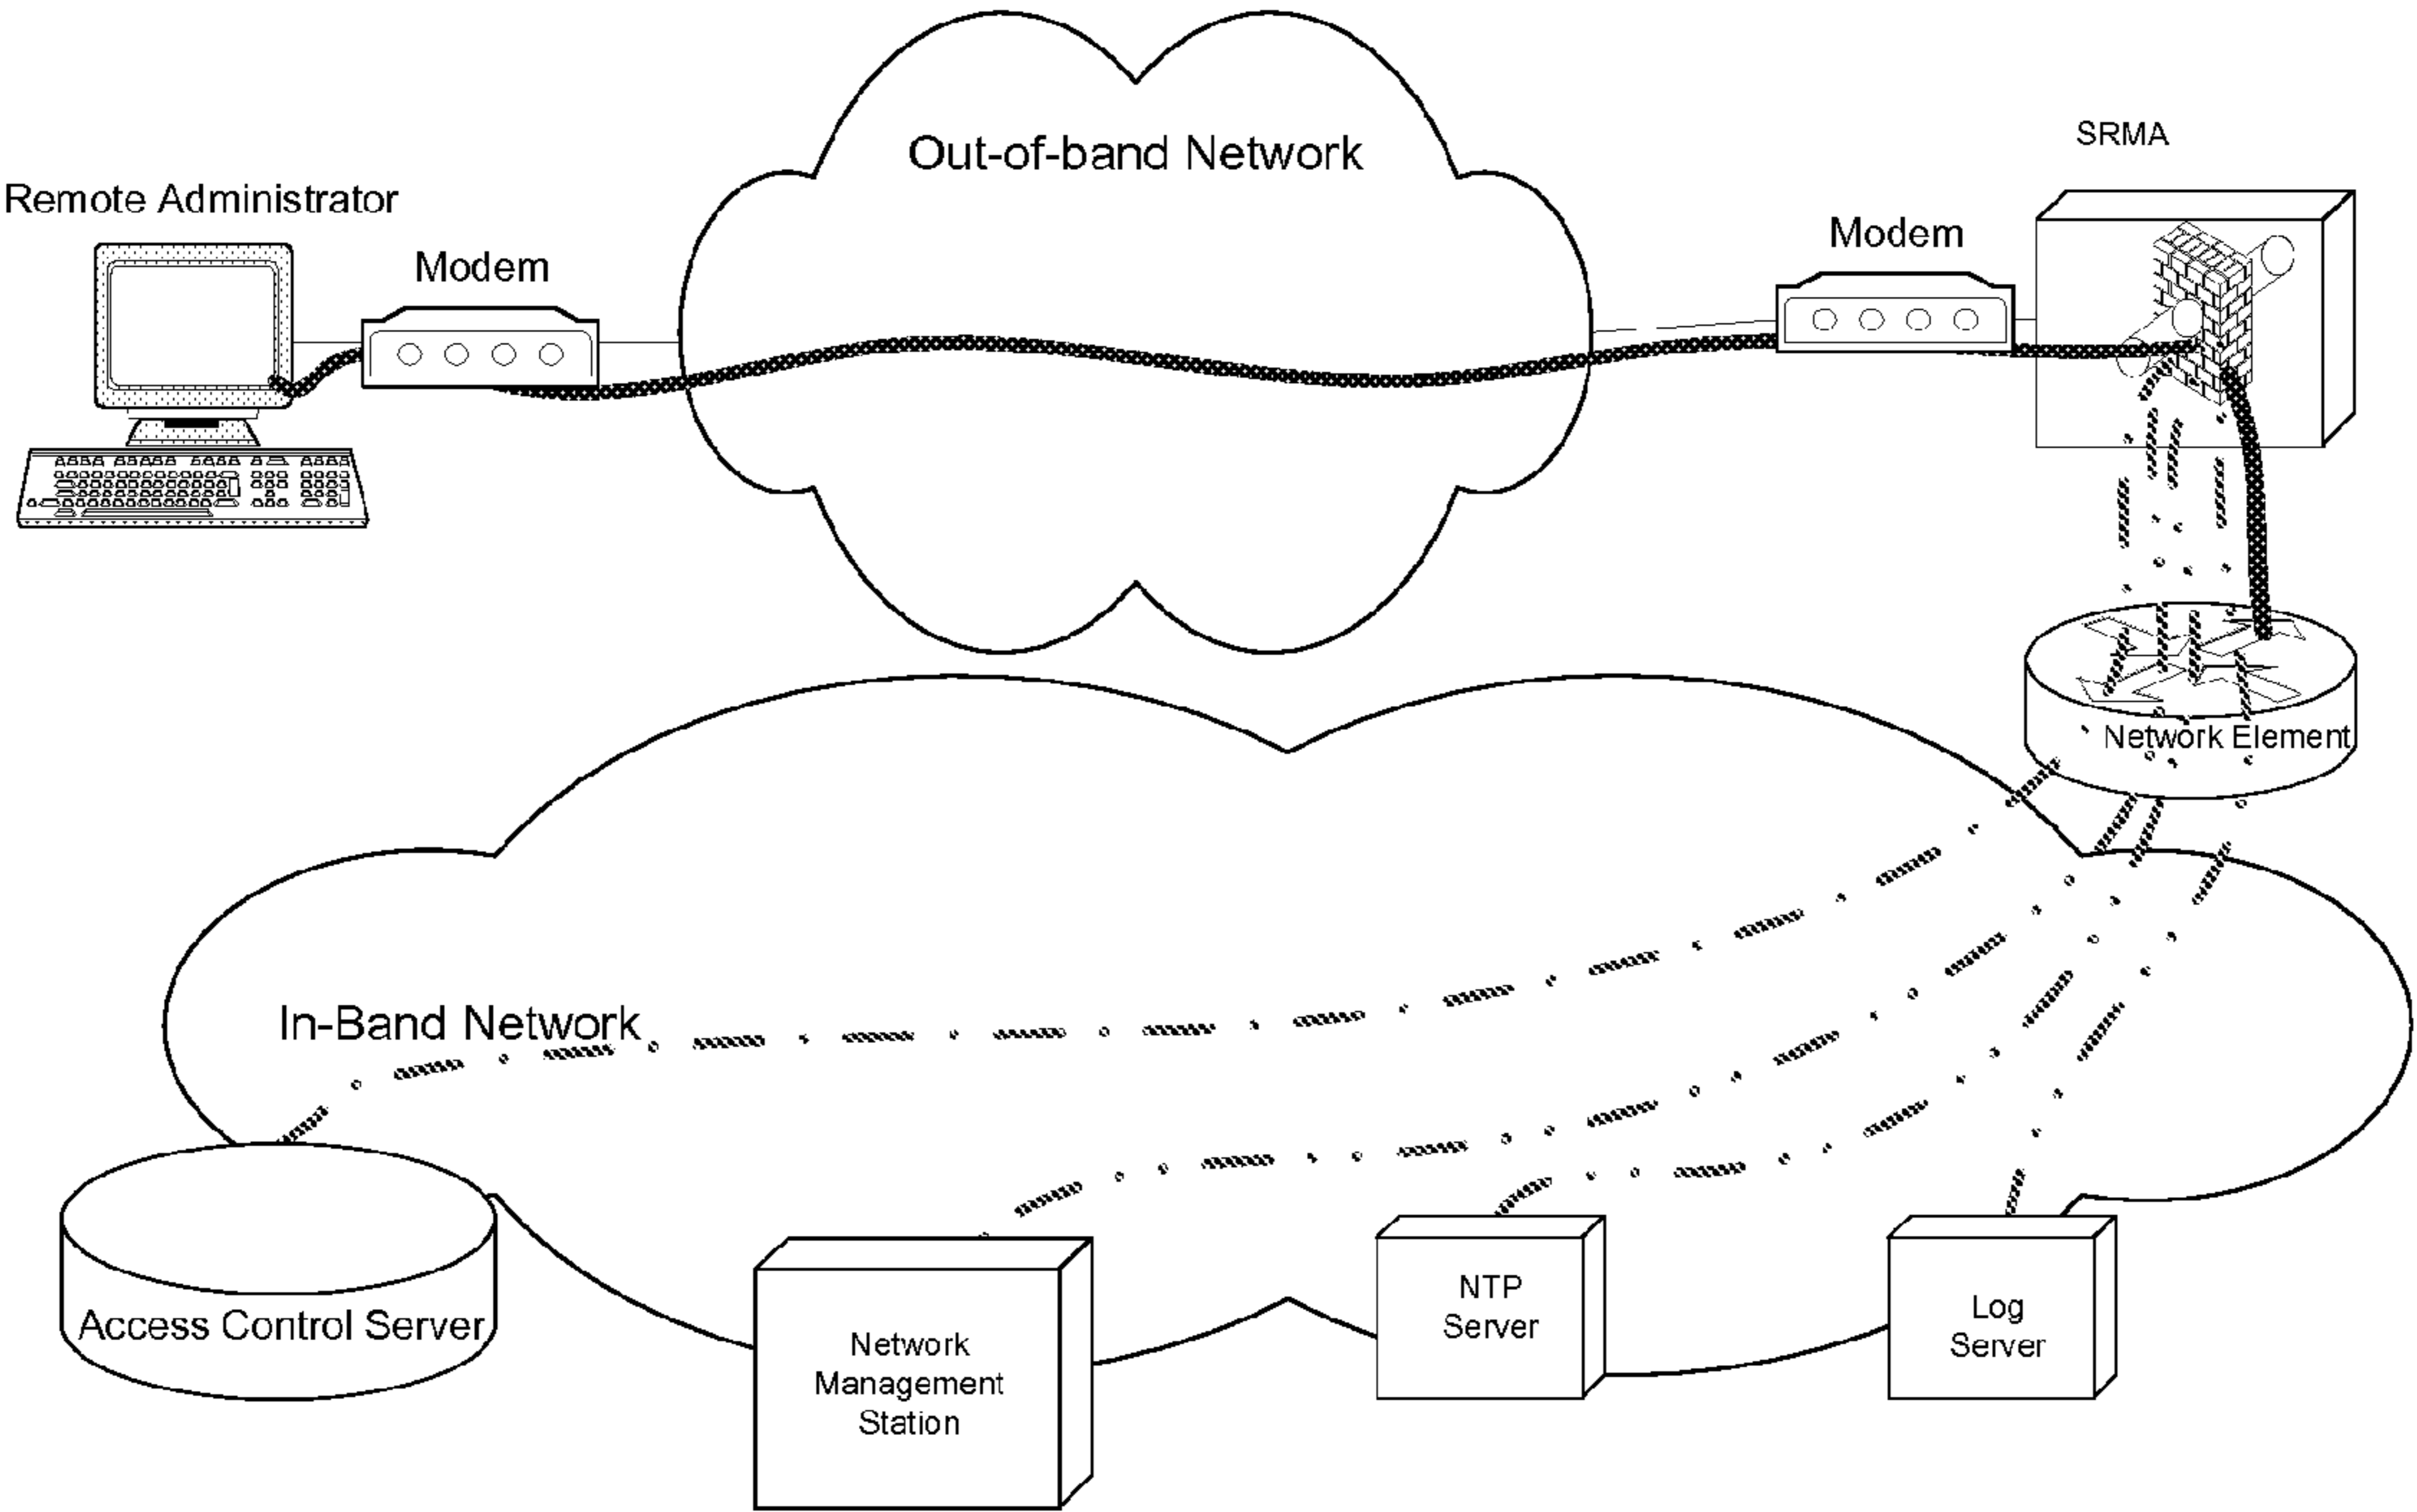 Out-of-band Network
SRMA
Remote Administrator
Modem
Modem
Network Element
In-Band Network
Access Control Server
Network
Management
Station
NTP
Server
Log
Server